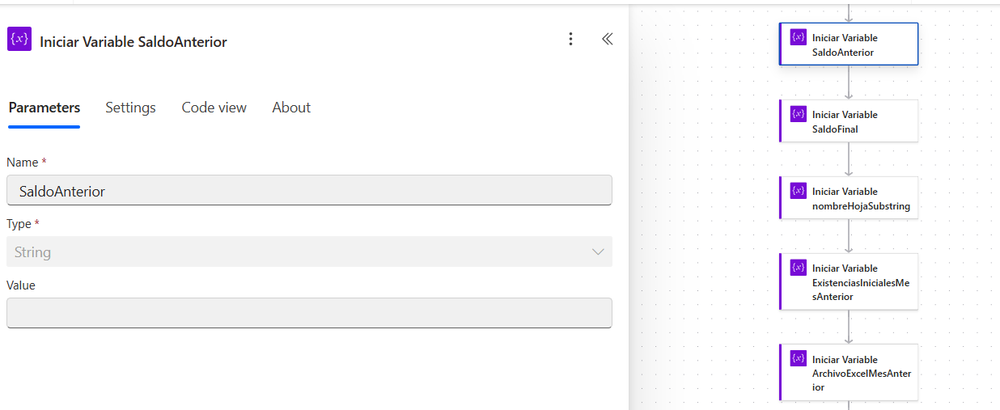 {x} Iniciar Variable SaldoAnterior
Parameters Settings Code view About
Name *
SaldoAnterior
Type *
String
Value
{x} Iniciar Variable
SaldoAnterior
{x} Iniciar Variable
SaldoFinal
{x} Iniciar Variable
nombreHojaSubstring
{x} Iniciar Variable
ExistenciasInicialesMe
sAnterior
{x} Iniciar Variable
ArchivoExcelMesAnter
ior